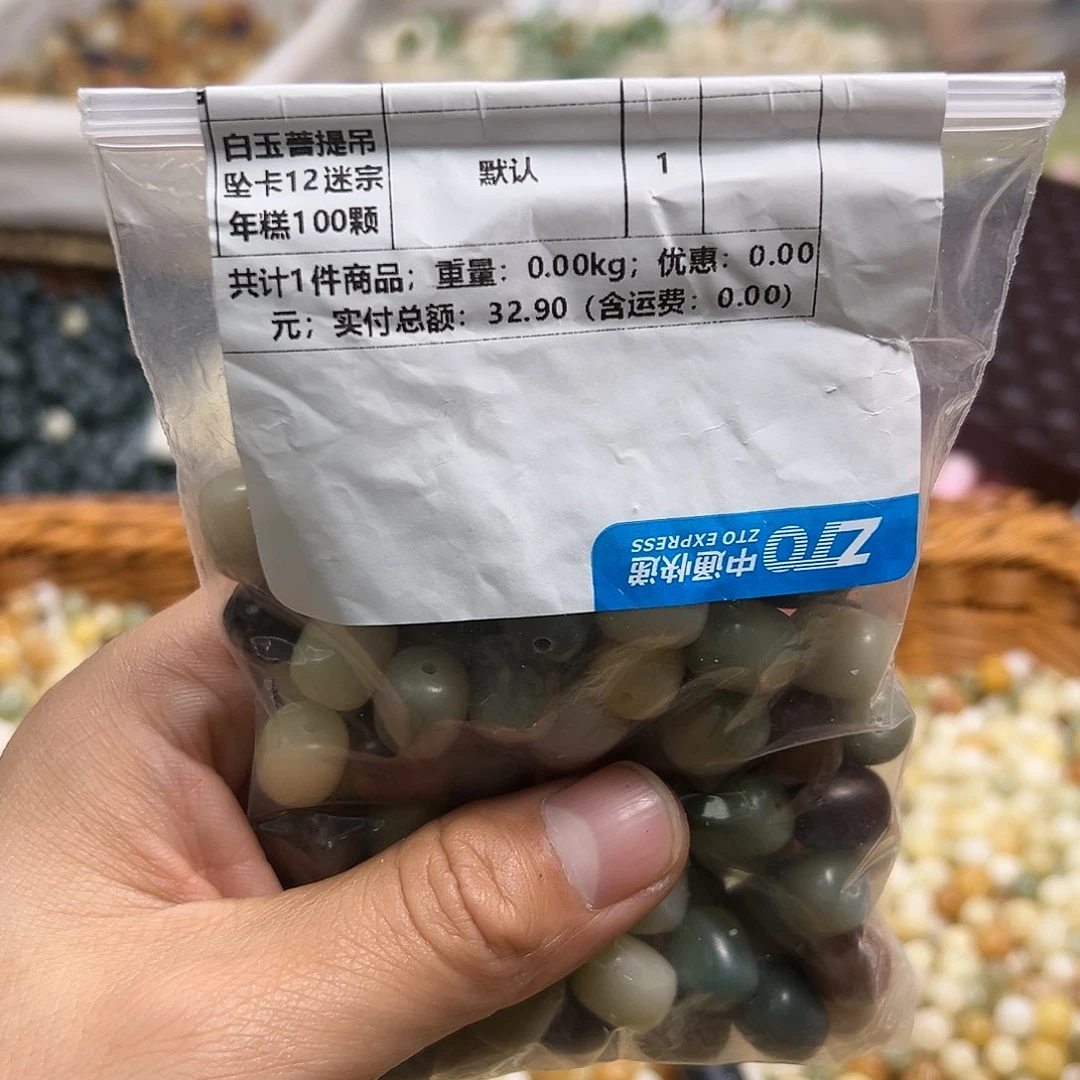 白玉菩提吊
坠卡12迷宗
年糕100颗
默认
1
共计1件商品；重量：0.00kg；优惠：0.00
元；实付总额：32.90（含运费：0.00）
ZTO
中通快递
ZTO EXPRESS